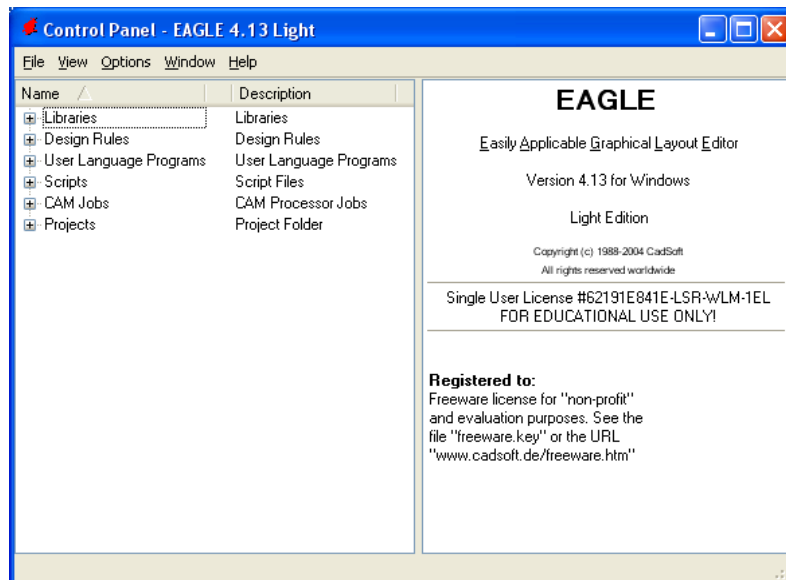 Control Panel - EAGLE 4.13 Light
File View Options Window Help
Name Description
Libraries Libraries
Design Rules Design Rules
User Language Programs User Language Programs
Scripts Script Files
CAM Jobs CAM Processor Jobs
Projects Project Folder
EAGLE
Easily Applicable Graphical Layout Editor
Version 4.13 for Windows
Light Edition
Copyright (c) 1988-2004 CadSoft
All rights reserved worldwide
Single User License #62191E841E-LSR-WLM-1EL
FOR EDUCATIONAL USE ONLY!
Registered to:
Freeware license for "non-profit"
and evaluation purposes. See the
file "freeware.key" or the URL
"www.cadsoft.de/freeware.htm"